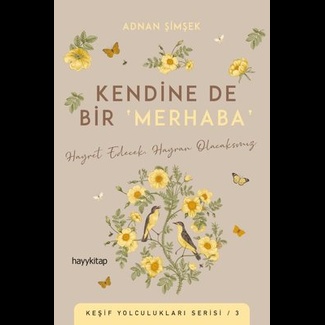 ADNAN ŞİMŞEK
KENDİNE DE
BİR 'MERHABA'
Hayret Edecek, Hayran Olacaksınız
hayykitap
KEŞİF YOLCULUKLARI SERİSİ / 3